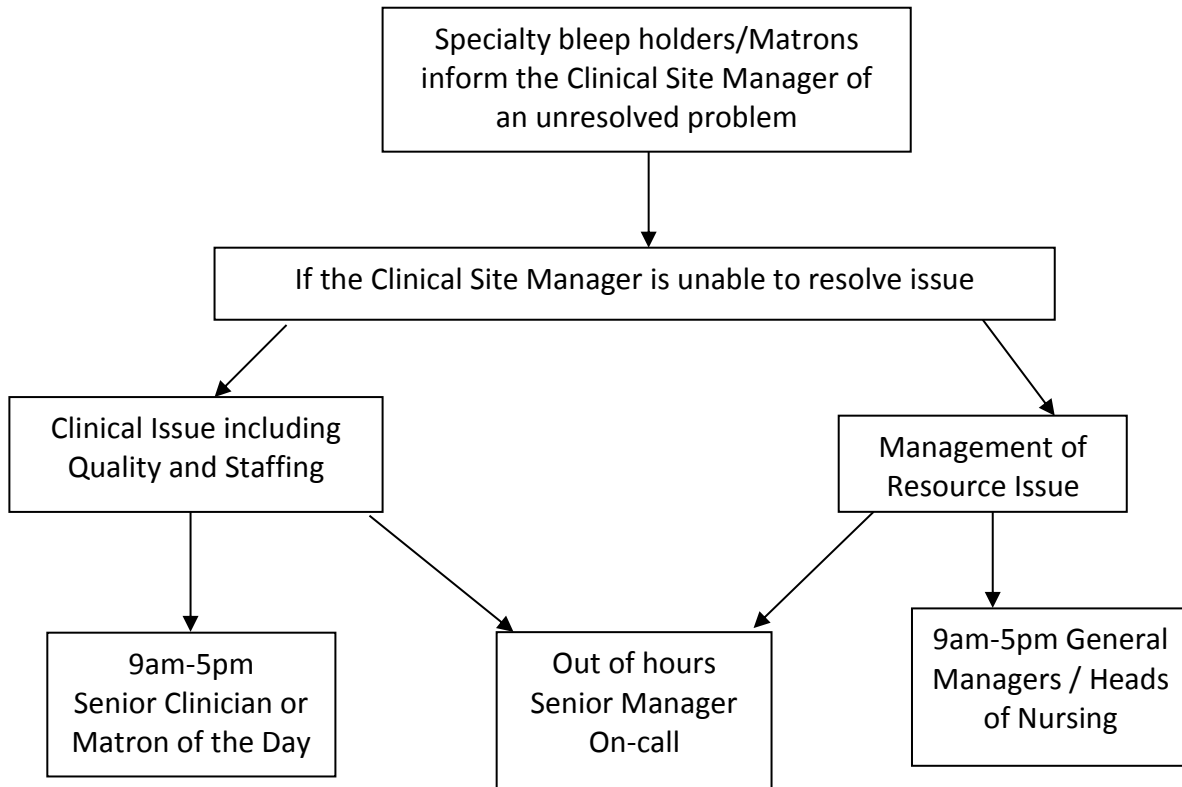 Specialty bleep holders/Matrons
inform the Clinical Site Manager of
an unresolved problem
If the Clinical Site Manager is unable to resolve issue
Clinical Issue including
Quality and Staffing
Management of
Resource Issue
9am-5pm
Senior Clinician or
Matron of the Day
Out of hours
Senior Manager
On-call
9am-5pm General
Managers / Heads
of Nursing